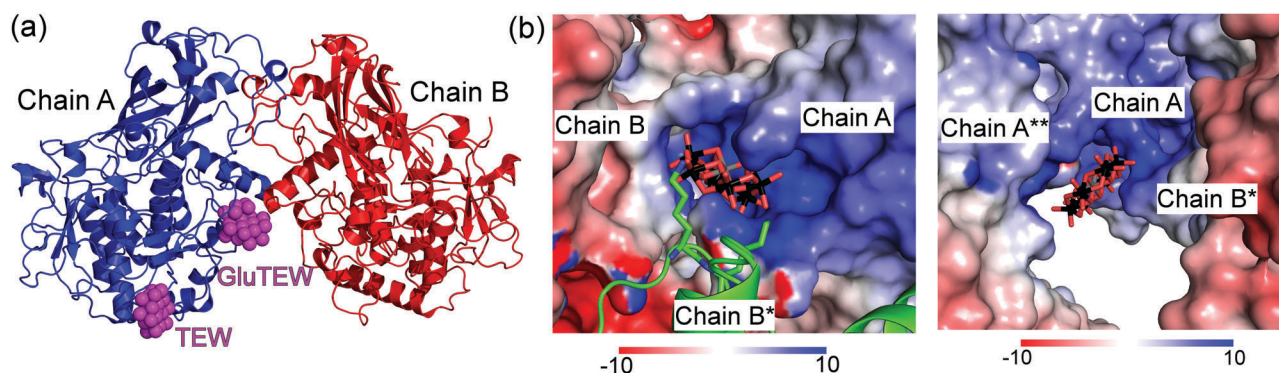 (a)
Chain A
Chain B
GluTEW
TEW
(b)
Chain B
Chain A
Chain B*
-10
10
Chain A**
Chain A
Chain B*
-10
10